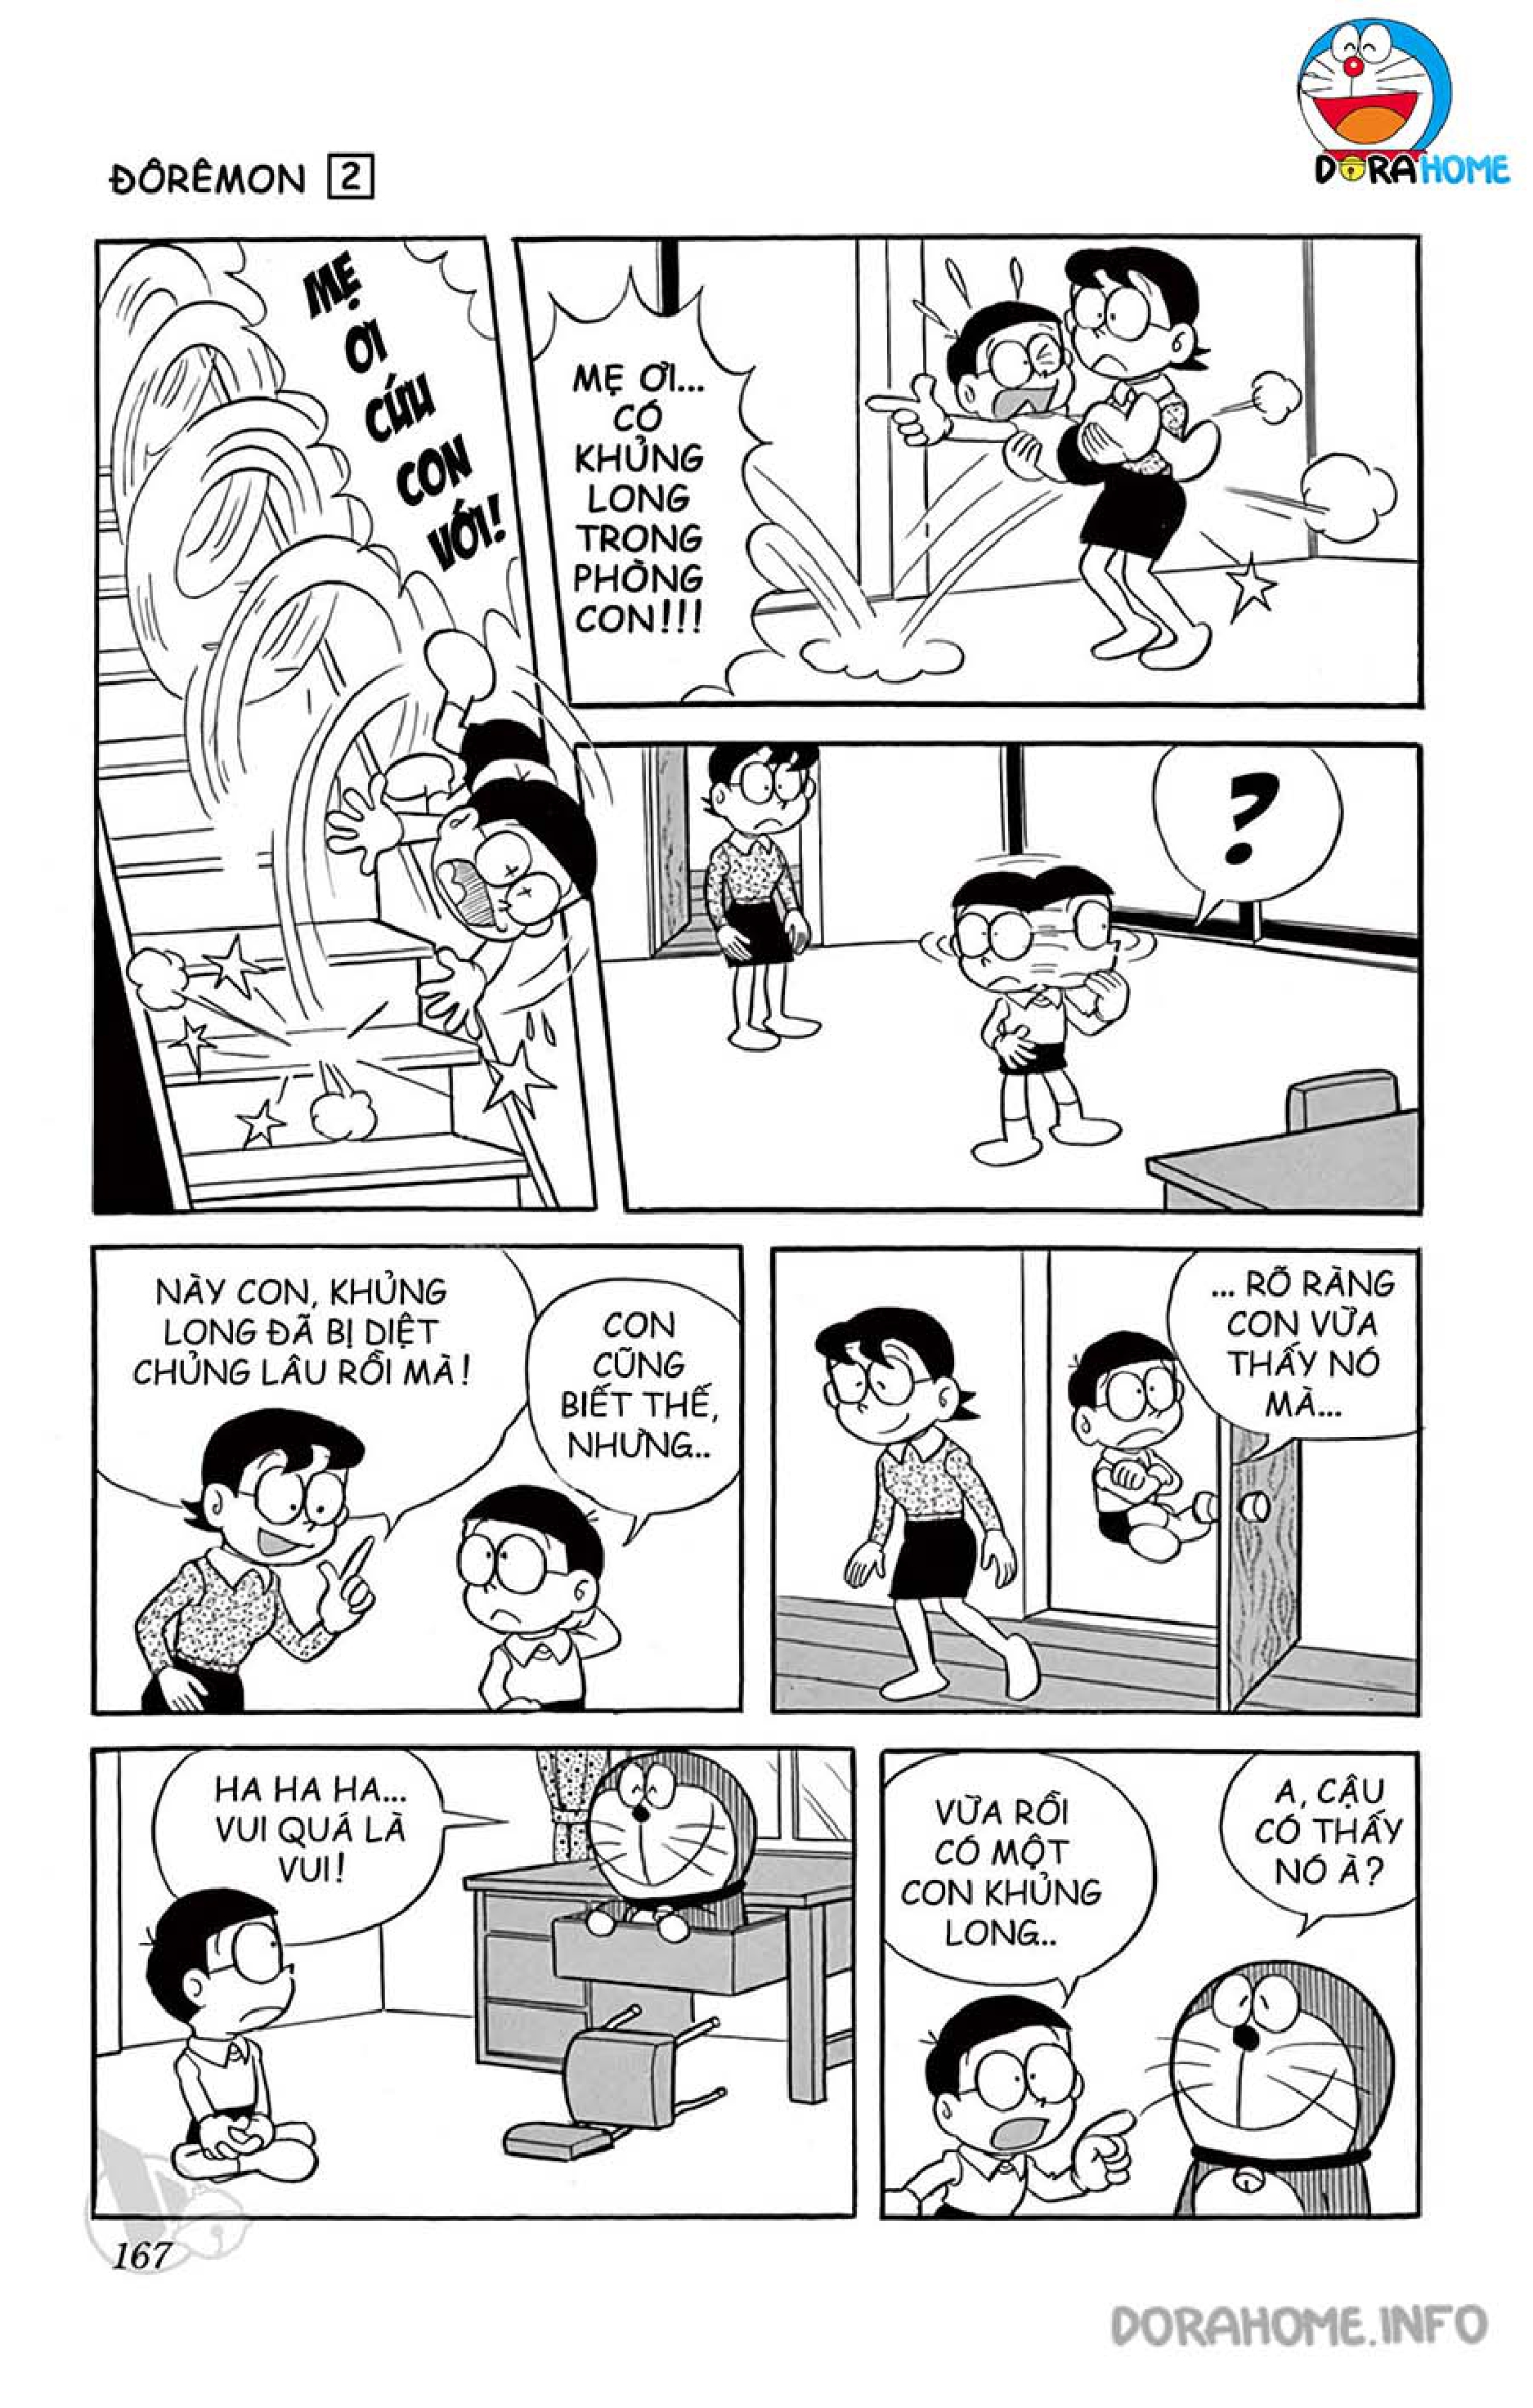 DORAHOME
ĐÔRÊMON 2
MẸ
ƠI
CỨU
CON
VỚI!
MẸ ƠI...
CÓ
KHỦNG
LONG
TRONG
PHÒNG
CON!!!
?
NÀY CON, KHỦNG
LONG ĐÃ BỊ DIỆT
CHỦNG LÂU RỒI MÀ!
CON
CŨNG
BIẾT THẾ,
NHƯNG..
... RÕ RÀNG
CON VỪA
THẤY NÓ
MÀ...
HA HA HA...
VUI QUÁ LÀ
VUI!
VỪA RỒI
CÓ MỘT
CON KHỦNG
LONG..
A, CẬU
CÓ THẤY
NÓ À?
167
DORAHOME.INFO